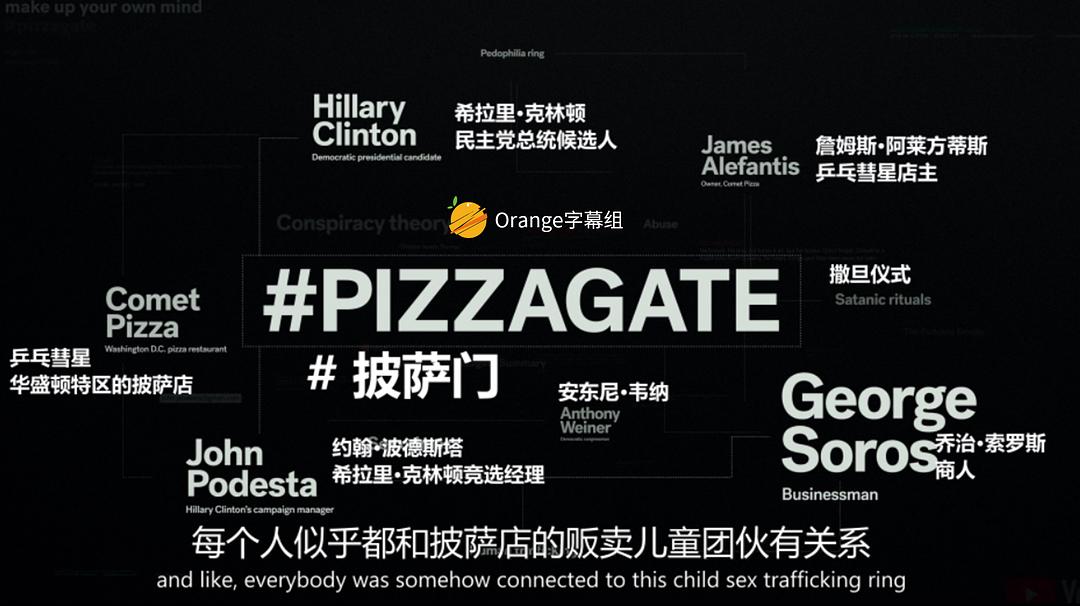 make up your own mind
#pizzagate
Pedophilia ring
Hillary
Clinton
Democratic presidential candidate
希拉里·克林顿
民主党总统候选人
James
Alefantis
Owner, Comet Pizza
詹姆斯·阿莱方蒂斯
乒乓彗星店主
Conspiracy theory
Orange字幕组
Abuse
#PIZZAGATE
# 披萨门
撒旦仪式
Satanic rituals
Comet
Pizza
Washington D.C. pizza restaurant
乒乓彗星
华盛顿特区的披萨店
安东尼·韦纳
Anthony
Weiner
Democratic congressman
George
Soros
Businessman
乔治·索罗斯
商人
John
Podesta
Hillary Clinton's campaign manager
约翰·波德斯塔
希拉里·克林顿竞选经理
每个人似乎都和披萨店的贩卖儿童团伙有关系
and like, everybody was somehow connected to this child sex trafficking ring